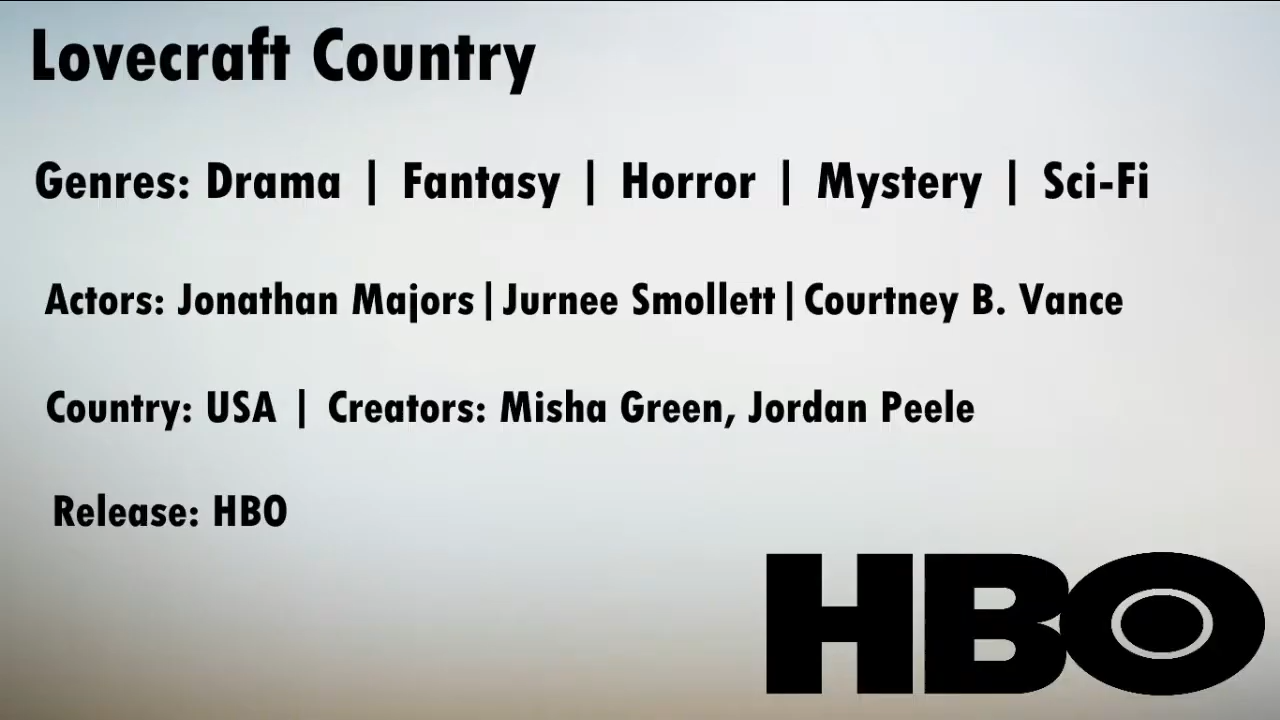 Lovecraft Country
Genres: Drama | Fantasy | Horror | Mystery | Sci-Fi
Actors: Jonathan Majors|Jurnee Smollett|Courtney B. Vance
Country: USA | Creators: Misha Green, Jordan Peele
Release: HBO
HBO